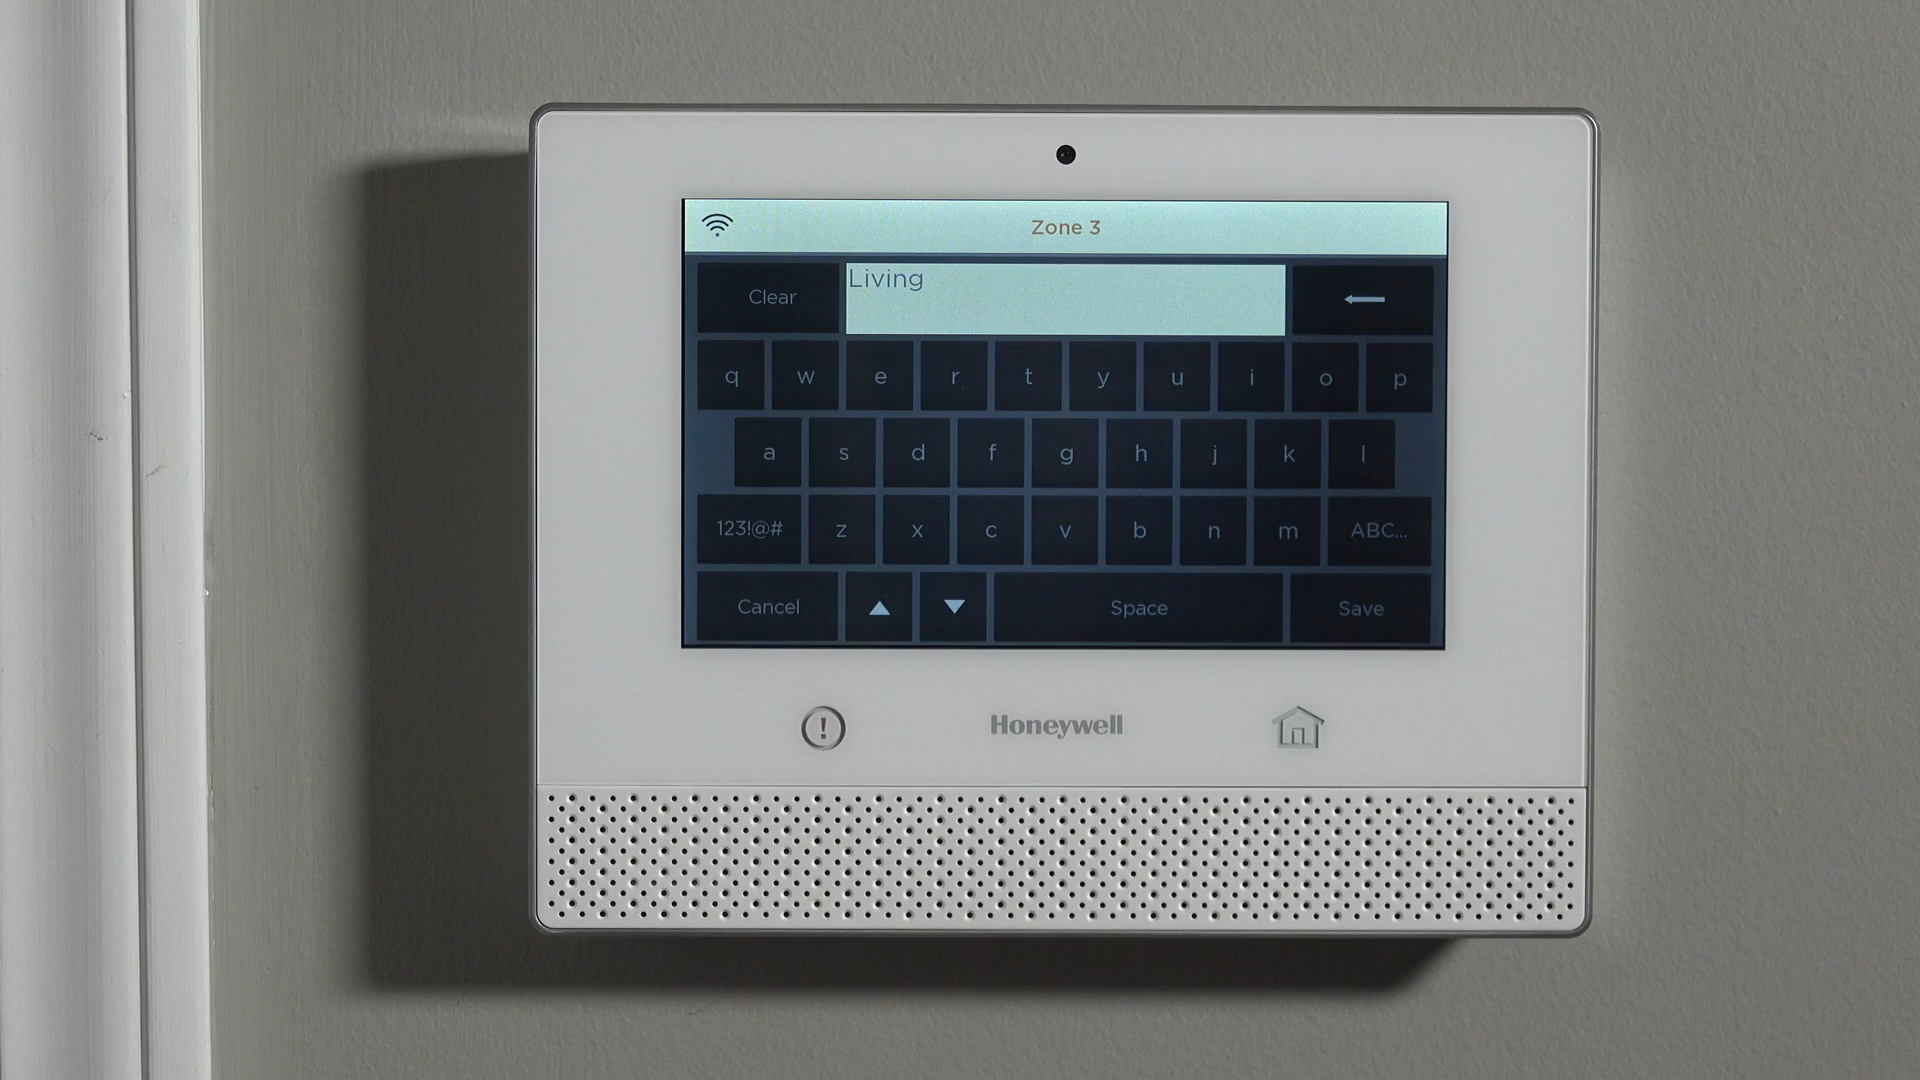 Zone 3
Clear Living
q w e r t y u i o p
a s d f g h j k l
123!@# z x c v b n m ABC...
Cancel Space Save
Honeywell